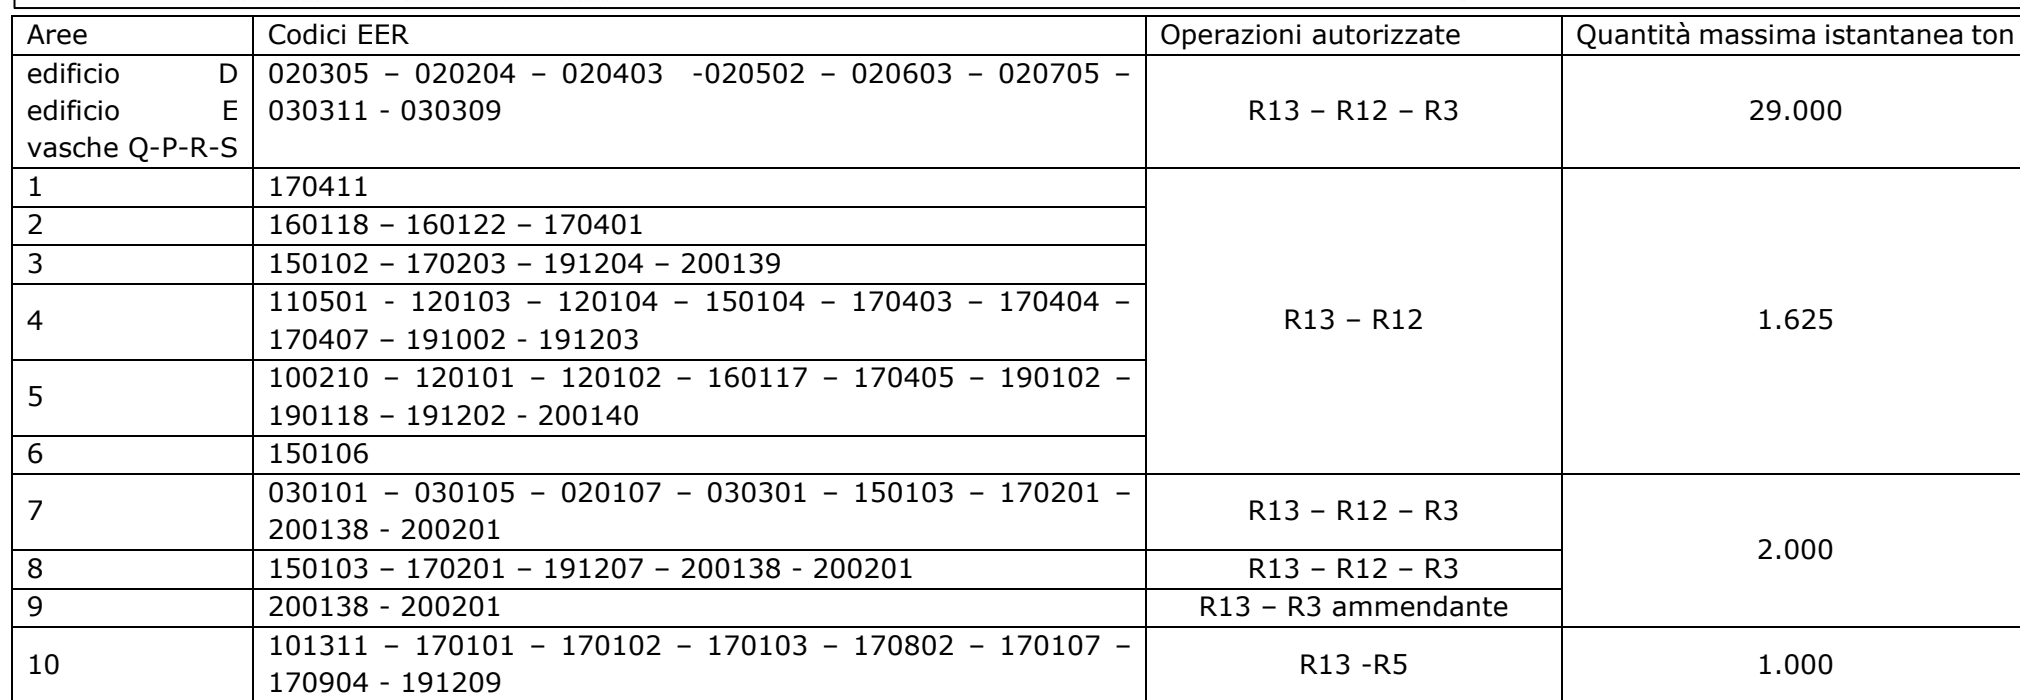 Aree Codici EER Operazioni autorizzate Quantità massima istantanea ton
edificio D
edificio E
vasche Q-P-R-S
020305 – 020204 – 020403 -020502 – 020603 – 020705 –
030311 - 030309
R13 – R12 – R3
29.000
1 170411
2 160118 – 160122 – 170401
3 150102 – 170203 – 191204 – 200139
4
110501 - 120103 – 120104 – 150104 – 170403 – 170404 –
170407 – 191002 - 191203
5
100210 – 120101 – 120102 – 160117 – 170405 – 190102 –
190118 – 191202 - 200140
6 150106
R13 – R12
1.625
7
030101 – 030105 – 020107 – 030301 – 150103 – 170201 –
200138 - 200201
R13 – R12 – R3
8 150103 – 170201 – 191207 – 200138 - 200201 R13 – R12 – R3
9 200138 - 200201 R13 – R3 ammendante
2.000
10
101311 – 170101 – 170102 – 170103 – 170802 – 170107 –
170904 - 191209
R13 -R5
1.000